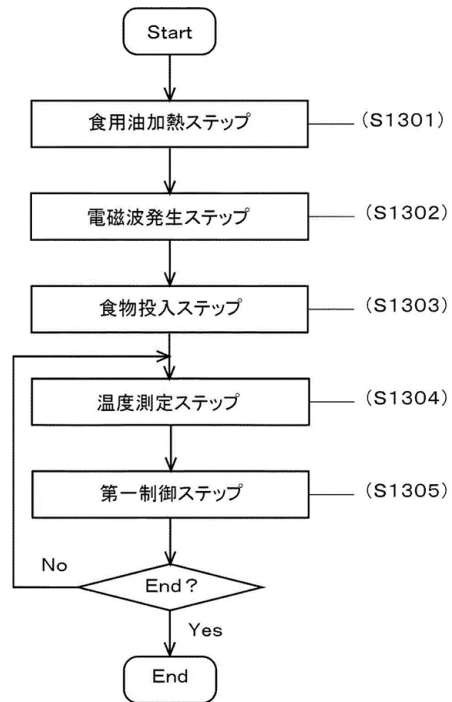 Start
食用油加熱ステップ
(S1301)
電磁波発生ステップ
(S1302)
食物投入ステップ
(S1303)
温度測定ステップ
(S1304)
第一制御ステップ
(S1305)
No
End?
Yes
End